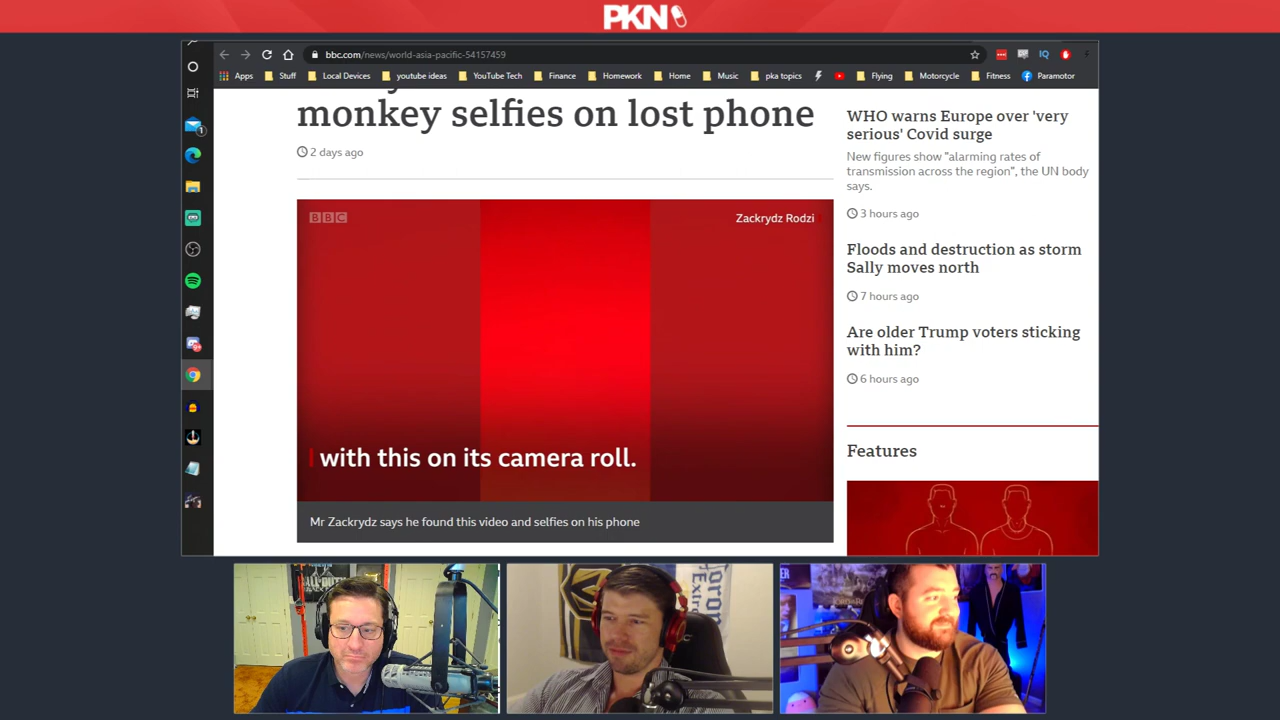 PKN
bbc.com/news/world-asia-pacific-54157459
IQ
Apps
Stuff
Local Devices
youtube ideas
YouTube Tech
Finance
Homework
Home
Music
pka topics
Flying
Motorcycle
Fitness
Paramotor
monkey selfies on lost phone
2 days ago
BBC
Zackrydz Rodzi
with this on its camera roll.
Mr Zackrydz says he found this video and selfies on his phone
WHO warns Europe over 'very
serious' Covid surge
New figures show "alarming rates of
transmission across the region", the UN body
says.
3 hours ago
Floods and destruction as storm
Sally moves north
7 hours ago
Are older Trump voters sticking
with him?
6 hours ago
Features